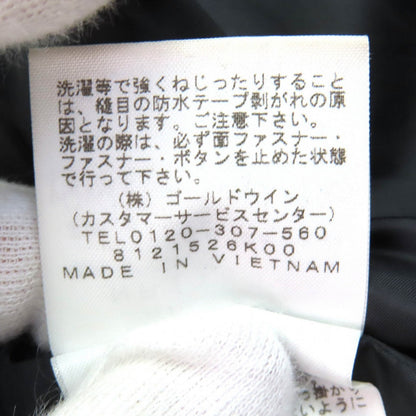 洗濯等で強くねじったりすること
は、縫目の防水テープ剥がれの原
因となります。ご注意下さい。
洗濯の際は、必ず面ファスナー・
ファスナー・ボタンを止めた状態
で行って下さい。
(株) ゴールドウイン
(カスタマーサービスセンター)
TEL0120-307-560
8121526K00
MADE IN VIETNAM